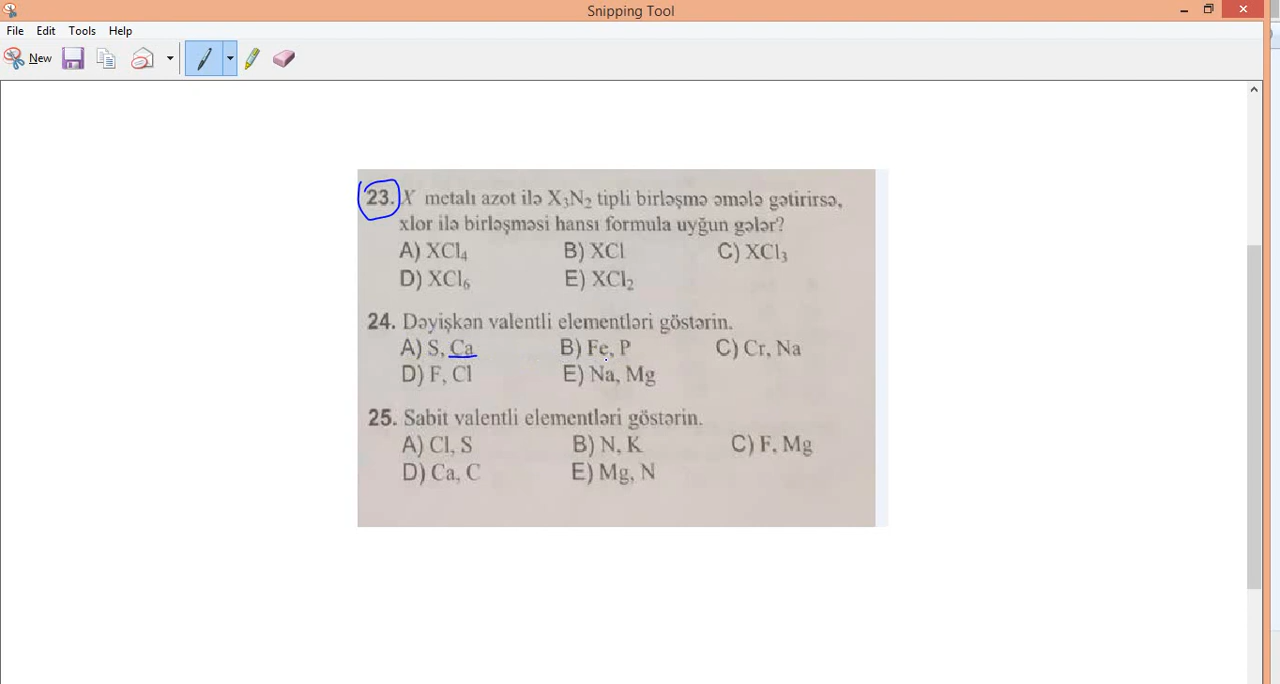 Snipping Tool
File Edit Tools Help
New
23. X metalı azot ilə X₃N₂ tipli birləşmə əmələ gətirirsə,
xlor ilə birləşməsi hansı formula uyğun gələr?
A) XCl₄ B) XCl C) XCl₃
D) XCl₆ E) XCl₂
24. Dəyişkən valentli elementləri göstərin.
A) S, Ca B) Fe, P C) Cr, Na
D) F, Cl E) Na, Mg
25. Sabit valentli elementləri göstərin.
A) Cl, S B) N, K C) F, Mg
D) Ca, C E) Mg, N